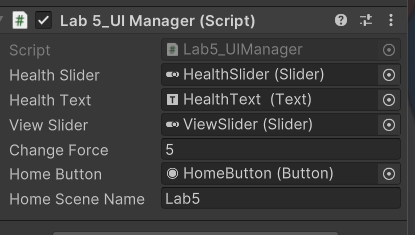 Lab 5_UI Manager (Script)
Script Lab5_UIManager
Health Slider HealthSlider (Slider)
Health Text T HealthText (Text)
View Slider ViewSlider (Slider)
Change Force 5
Home Button HomeButton (Button)
Home Scene Name Lab5